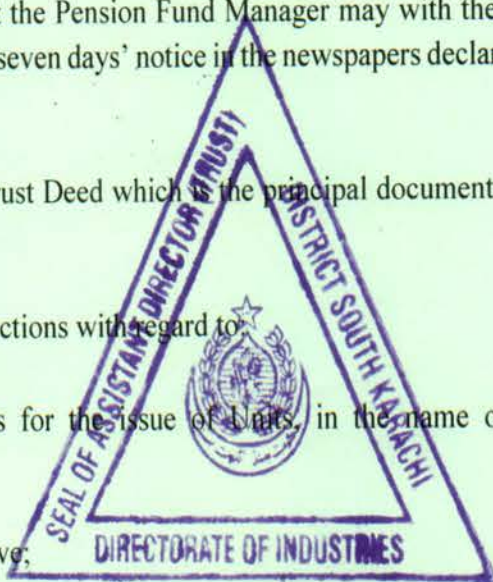 t the Pension Fund Manager may with the
seven days' notice in the newspapers declar
rust Deed which is the principal document
ctions with regard to;
s for the issue of Units, in the name o
ve;
SEAL OF ASSISTANT DIRECTOR (TRUST)
DISTRICT SOUTH KARACHI
DIRECTORATE OF INDUSTRIES